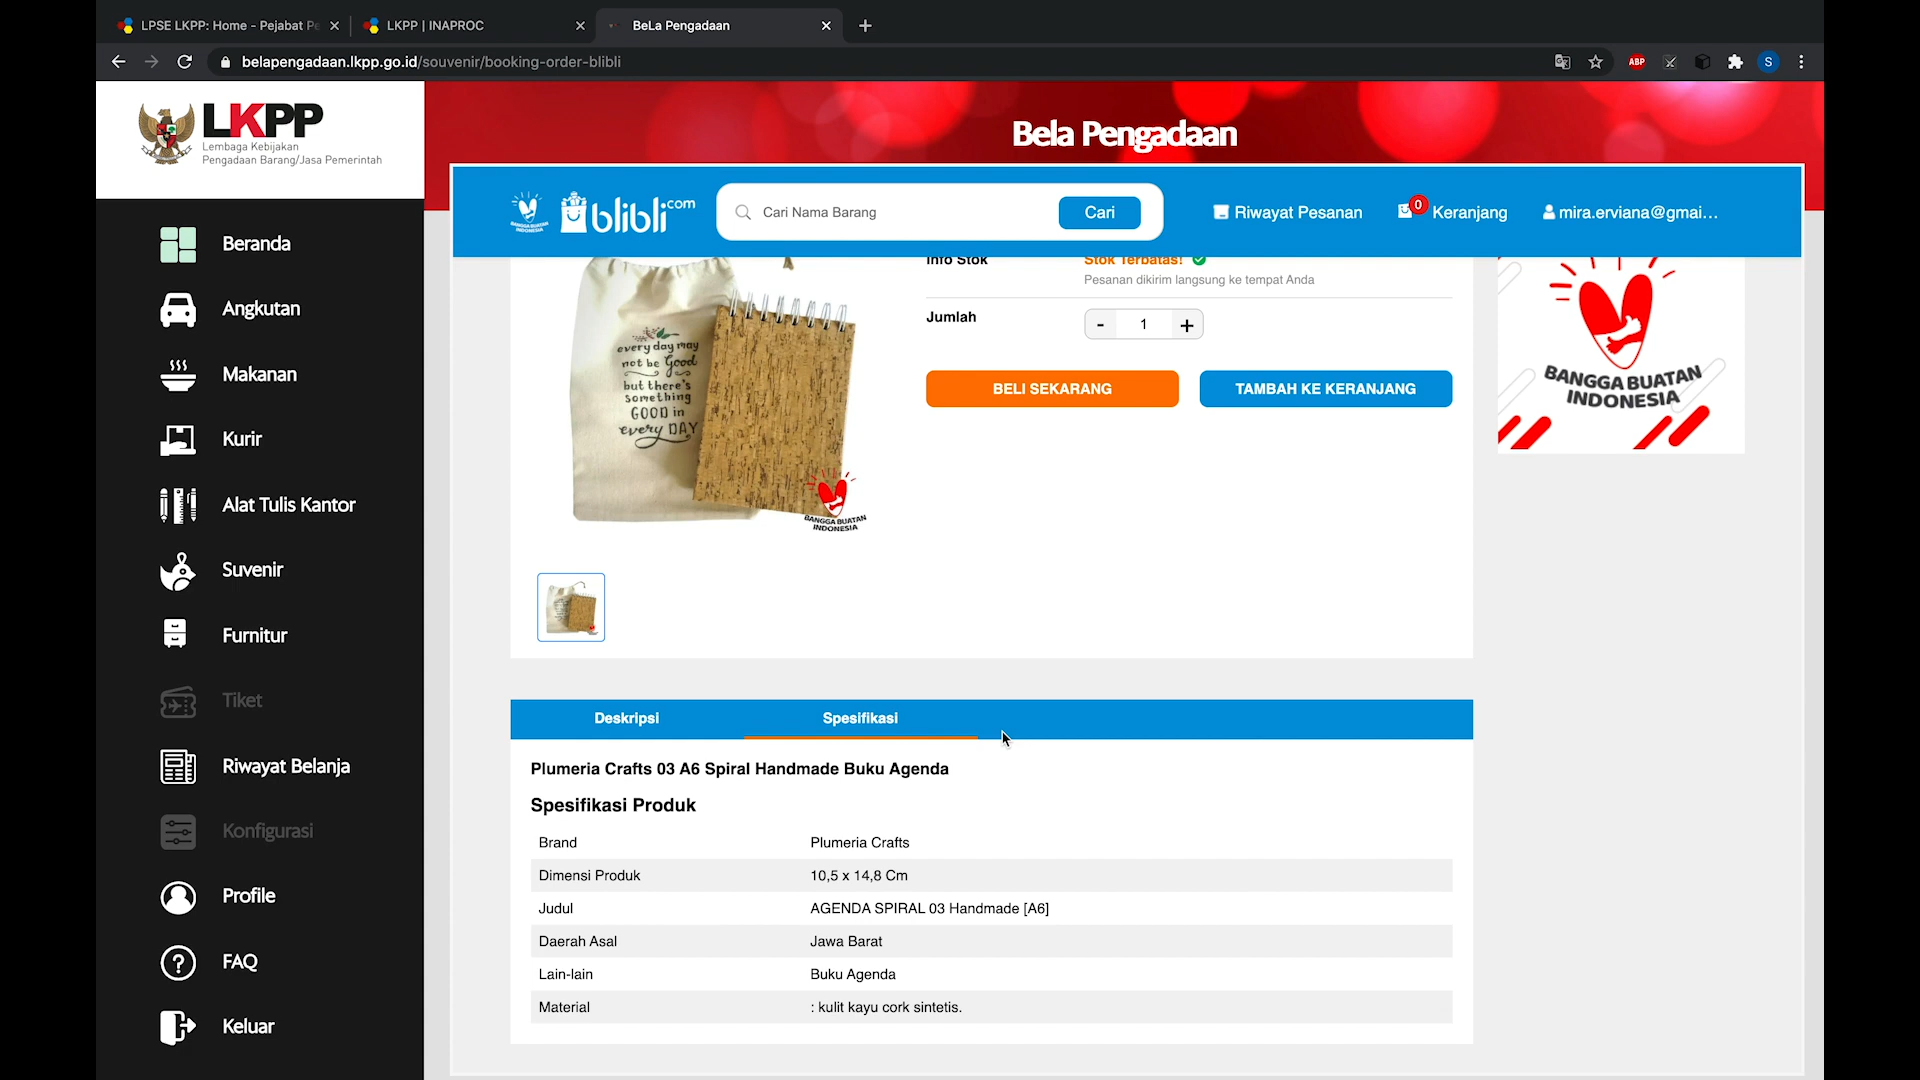 LPSE LKPP: Home - Pejabat Pe
LKPP | INAPROC
BeLa Pengadaan
belapengadaan.lkpp.go.id/souvenir/booking-order-blibli
ABP
S
LKPP
Lembaga Kebijakan
Pengadaan Barang/Jasa Pemerintah
Bela Pengadaan
BANGGA BUATAN
INDONESIA
blibli.com
Cari Nama Barang
Cari
Riwayat Pesanan
0
Keranjang
mira.erviana@gmai...
Beranda
Angkutan
Makanan
Kurir
Alat Tulis Kantor
Suvenir
Furnitur
Tiket
Riwayat Belanja
Konfigurasi
Profile
FAQ
Keluar
every day may
not be Good
but there's
something
GOOD in
every DAY
BANGGA BUATAN
INDONESIA
Info Stok
Stok Terbatas!
Pesanan dikirim langsung ke tempat Anda
Jumlah
- 1 +
BELI SEKARANG
TAMBAH KE KERANJANG
BANGGA BUATAN
INDONESIA
Deskripsi
Spesifikasi
Plumeria Crafts 03 A6 Spiral Handmade Buku Agenda
Spesifikasi Produk
Brand Plumeria Crafts
Dimensi Produk 10,5 x 14,8 Cm
Judul AGENDA SPIRAL 03 Handmade [A6]
Daerah Asal Jawa Barat
Lain-lain Buku Agenda
Material : kulit kayu cork sintetis.